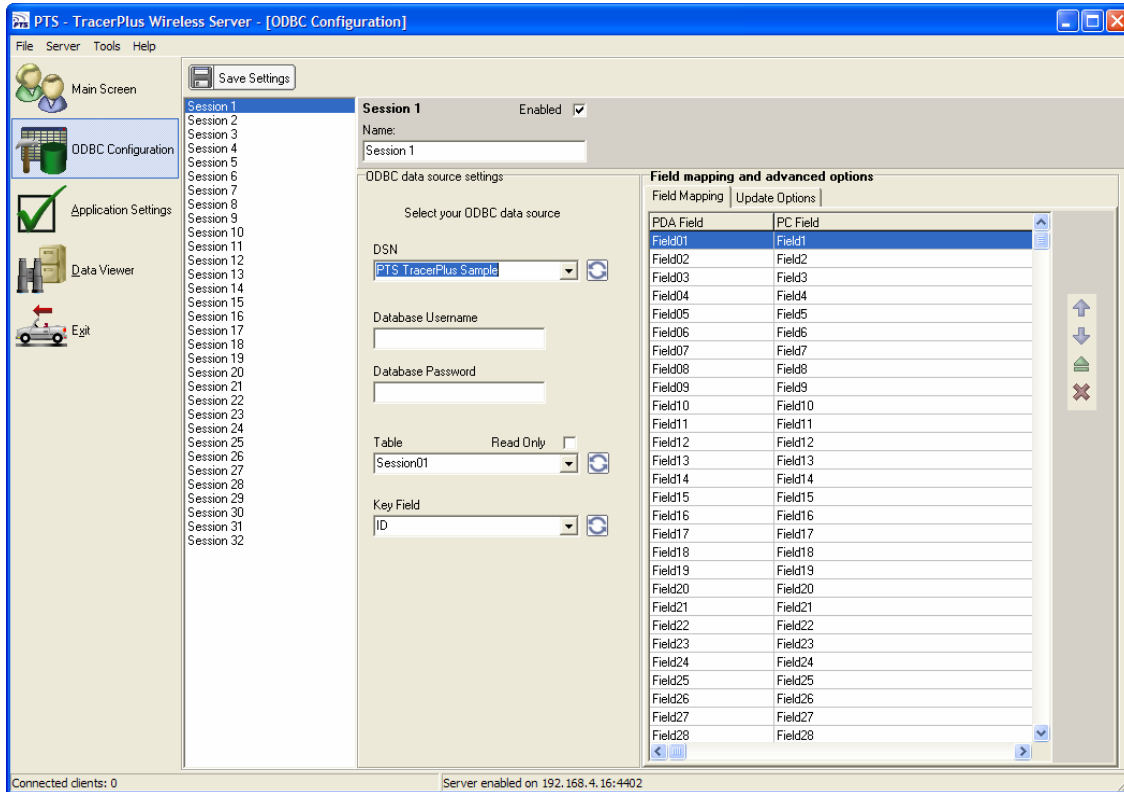 PTS - TracerPlus Wireless Server - [ODBC Configuration]
File Server Tools Help
Main Screen
ODBC Configuration
Application Settings
Data Viewer
Exit
Save Settings
Session 1
Session 2
Session 3
Session 4
Session 5
Session 6
Session 7
Session 8
Session 9
Session 10
Session 11
Session 12
Session 13
Session 14
Session 15
Session 16
Session 17
Session 18
Session 19
Session 20
Session 21
Session 22
Session 23
Session 24
Session 25
Session 26
Session 27
Session 28
Session 29
Session 30
Session 31
Session 32
Session 1 Enabled
Name:
Session 1
ODBC data source settings
Select your ODBC data source
DSN
PTS TracerPlus Sample
Database Username
Database Password
Table Read Only
Session01
Key Field
ID
Field mapping and advanced options
Field Mapping Update Options
PDA Field PC Field
Field01 Field1
Field02 Field2
Field03 Field3
Field04 Field4
Field05 Field5
Field06 Field6
Field07 Field7
Field08 Field8
Field09 Field9
Field10 Field10
Field11 Field11
Field12 Field12
Field13 Field13
Field14 Field14
Field15 Field15
Field16 Field16
Field17 Field17
Field18 Field18
Field19 Field19
Field20 Field20
Field21 Field21
Field22 Field22
Field23 Field23
Field24 Field24
Field25 Field25
Field26 Field26
Field27 Field27
Field28 Field28
Connected clients: 0
Server enabled on 192.168.4.16:4402